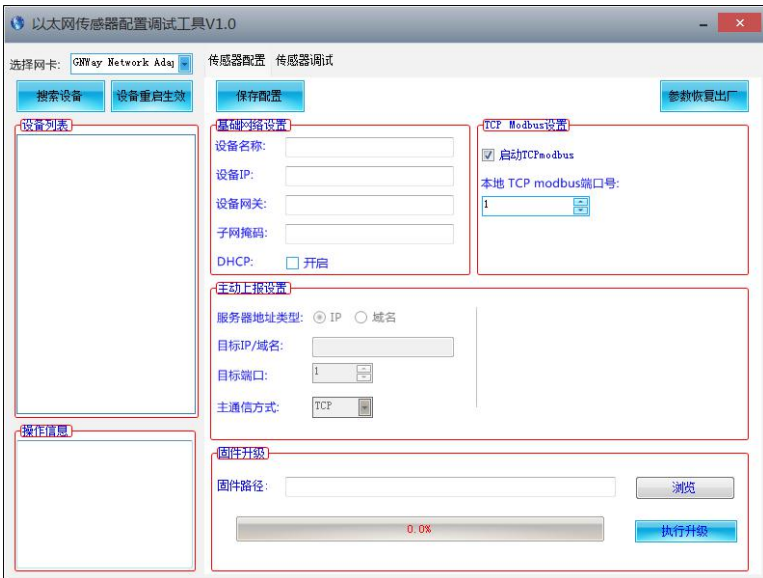 以太网传感器配置调试工具V1.0
选择网卡: GNWay Network Adaj
传感器配置 传感器调试
搜索设备 设备重启生效 保存配置 参数恢复出厂
设备列表
基础网络设置
设备名称:
设备IP:
设备网关:
子网掩码:
DHCP: 开启
TCP Modbus设置
启动TCPmodbus
本地 TCP modbus端口号:
1
主动上报设置
服务器地址类型: IP 域名
目标IP/域名:
目标端口: 1
主通信方式: TCP
操作信息
固件升级
固件路径: 浏览
0.0% 执行升级